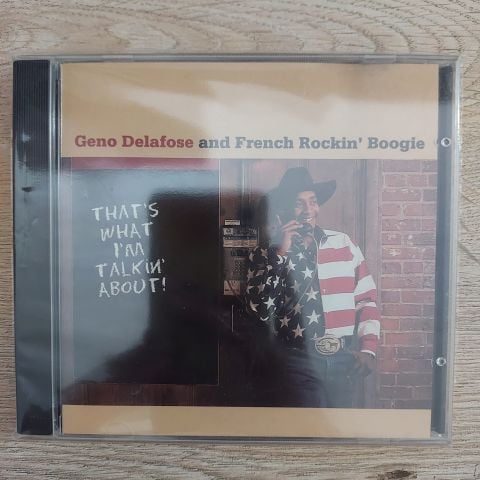 Geno Delafose and French Rockin' Boogie
THAT'S
WHAT
I'M
TALKIN'
ABOUT!